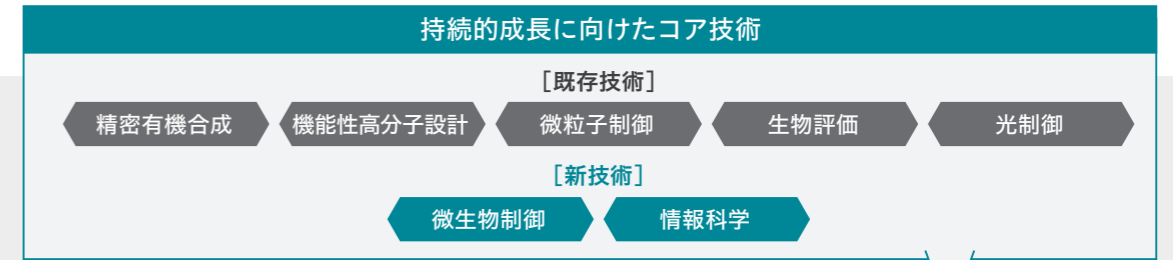 持続的成長に向けたコア技術
［既存技術］
精密有機合成 機能性高分子設計 微粒子制御 生物評価 光制御
［新技術］
微生物制御 情報科学